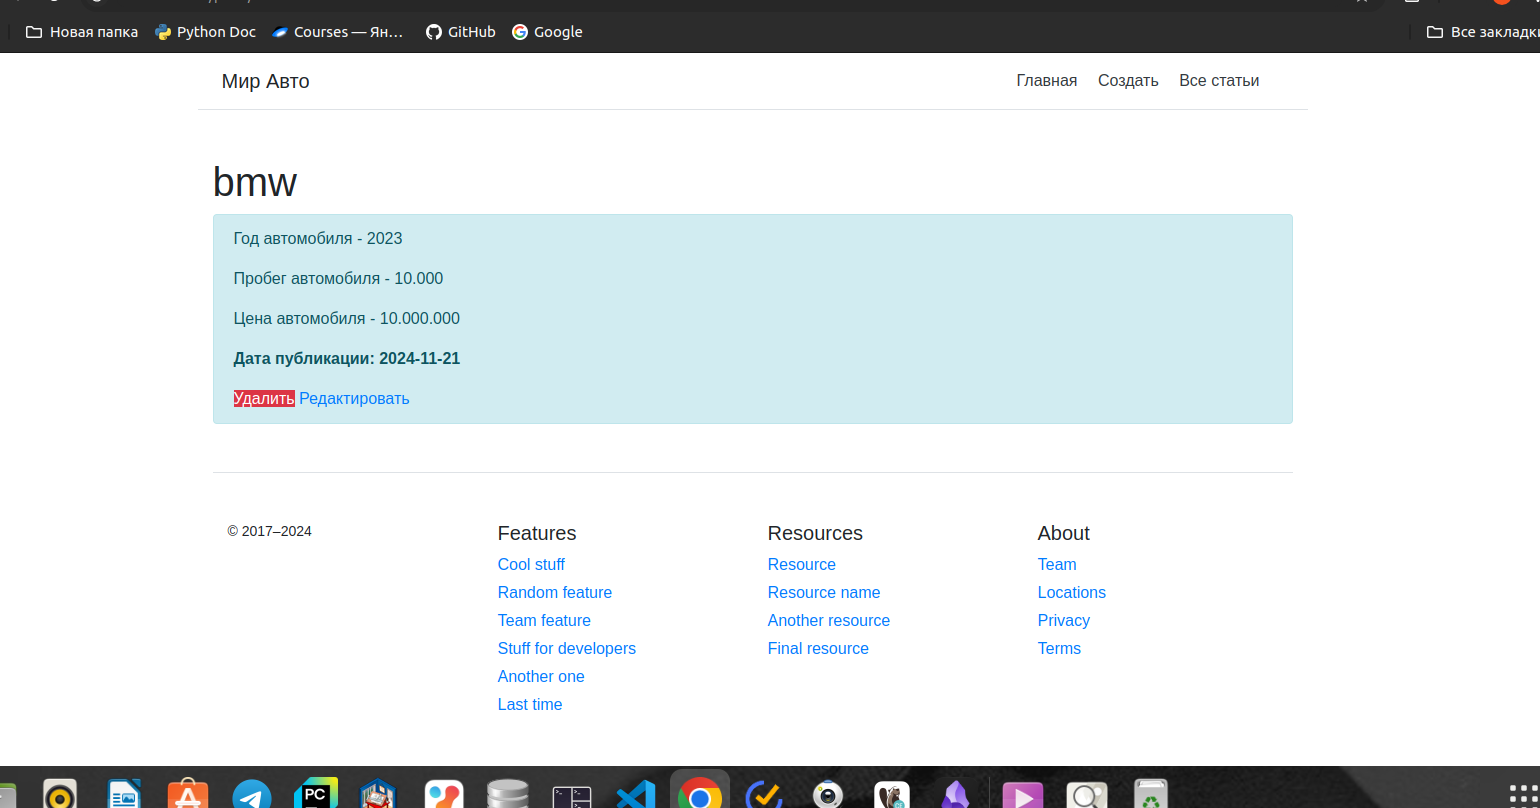 Новая папка Python Doc Courses — Ян… GitHub Google Все закладки
Мир Авто Главная Создать Все статьи
bmw
Год автомобиля - 2023
Пробег автомобиля - 10.000
Цена автомобиля - 10.000.000
Дата публикации: 2024-11-21
Удалить Редактировать
© 2017–2024
Features
Cool stuff
Random feature
Team feature
Stuff for developers
Another one
Last time
Resources
Resource
Resource name
Another resource
Final resource
About
Team
Locations
Privacy
Terms
PC